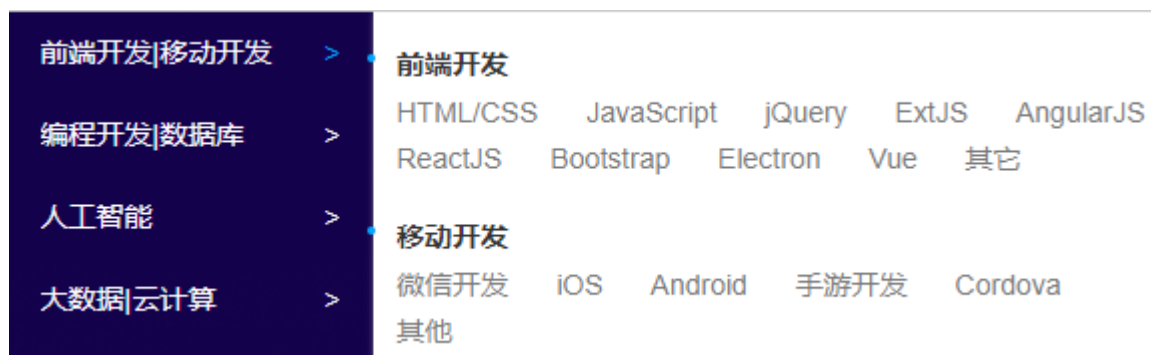 前端开发|移动开发 >
编程开发|数据库 >
人工智能 >
大数据|云计算 >
前端开发
HTML/CSS JavaScript jQuery ExtJS AngularJS
ReactJS Bootstrap Electron Vue 其它
移动开发
微信开发 iOS Android 手游开发 Cordova
其他